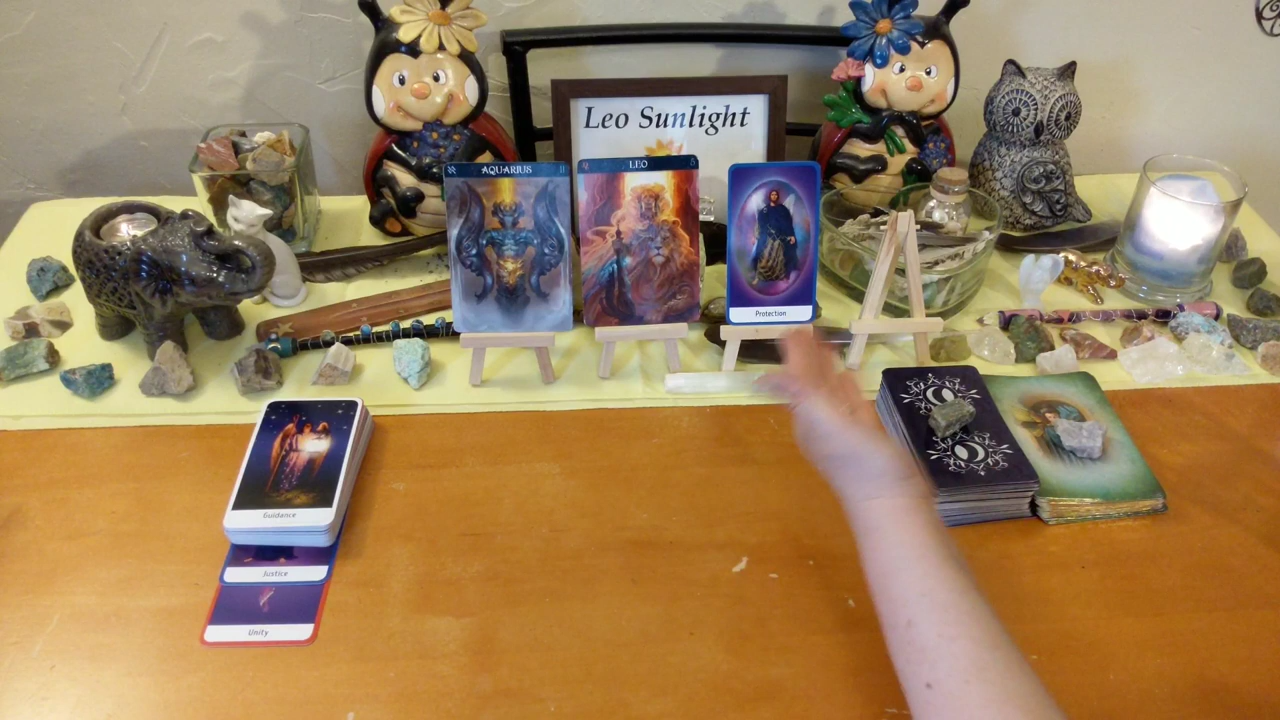 Leo Sunlight
AQUARIUS
LEO
Protection
Guidance
Justice
Unity